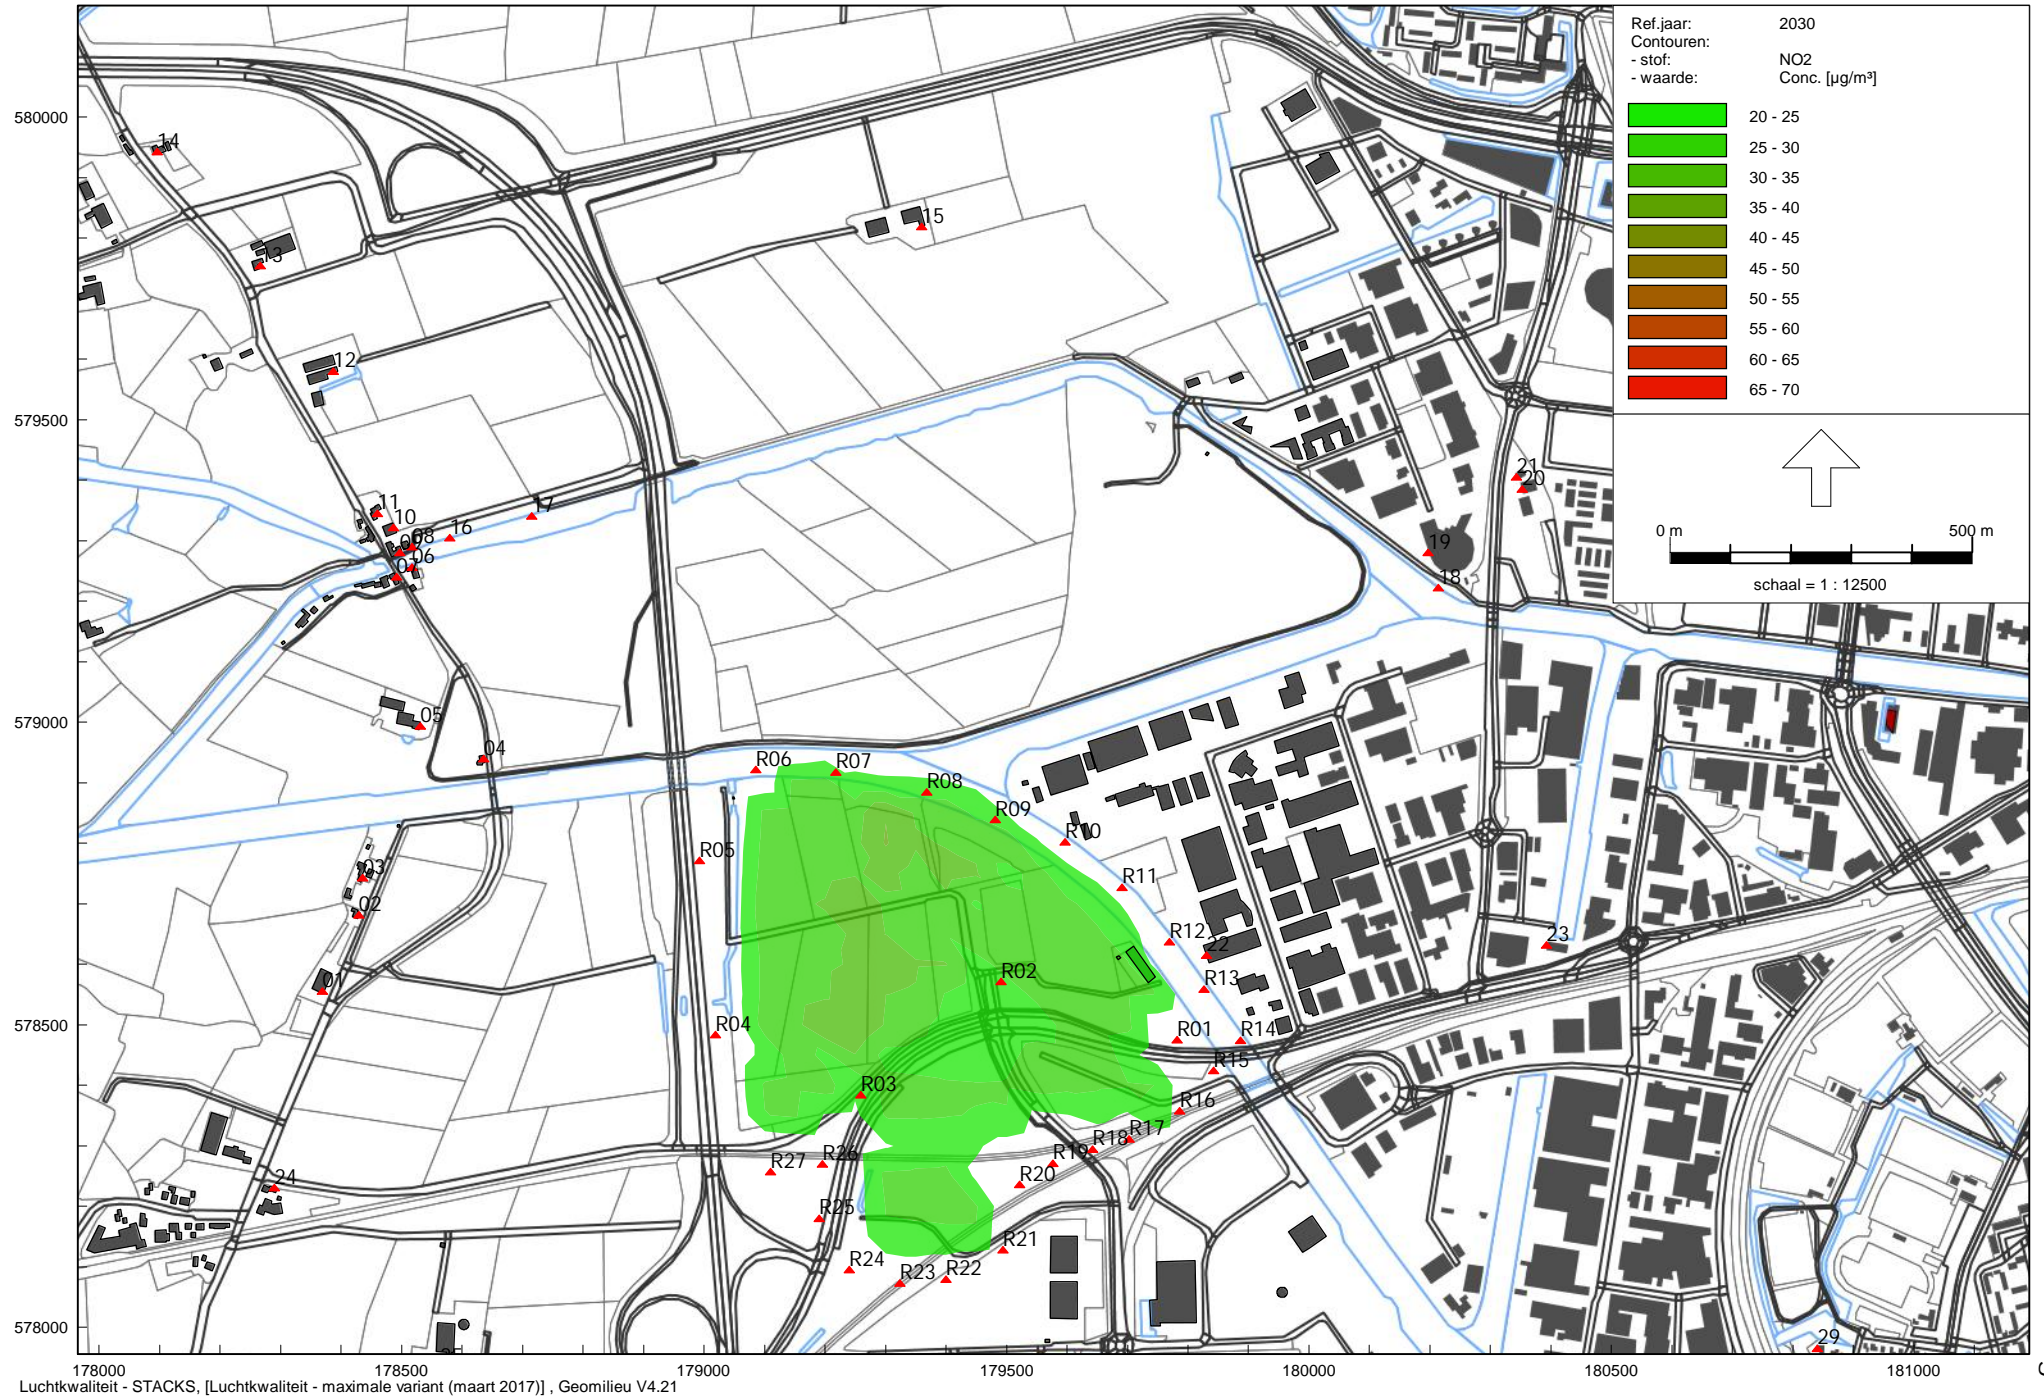 Ref.jaar: 2030
Contouren:
- stof: NO2
- waarde: Conc. [µg/m³]
20 - 25
25 - 30
30 - 35
35 - 40
40 - 45
45 - 50
50 - 55
55 - 60
60 - 65
65 - 70
0 m 500 m
schaal = 1 : 12500
580000
579500
579000
578500
578000
14
13
15
12
11
10
09
08
16
17
06
07
05
04
03
02
01
24
21
20
19
18
23
22
29
R06
R07
R08
R09
R10
R11
R12
R13
R05
R04
R02
R01
R14
R15
R03
R16
R17
R18
R19
R20
R26
R27
R25
R24
R23
R22
R21
178000 178500 179000 179500 180000 180500 181000
Luchtkwaliteit - STACKS, [Luchtkwaliteit - maximale variant (maart 2017)] , Geomilieu V4.21